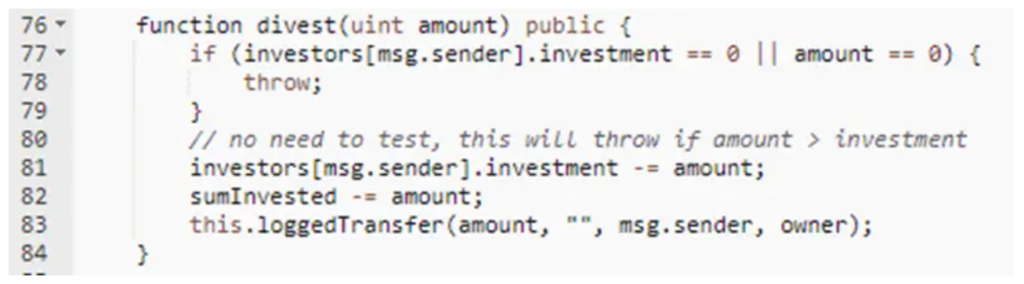 76 function divest(uint amount) public {
77 if (investors[msg.sender].investment == 0 || amount == 0) {
78 throw;
79 }
80 // no need to test, this will throw if amount > investment
81 investors[msg.sender].investment -= amount;
82 sumInvested -= amount;
83 this.loggedTransfer(amount, "", msg.sender, owner);
84 }